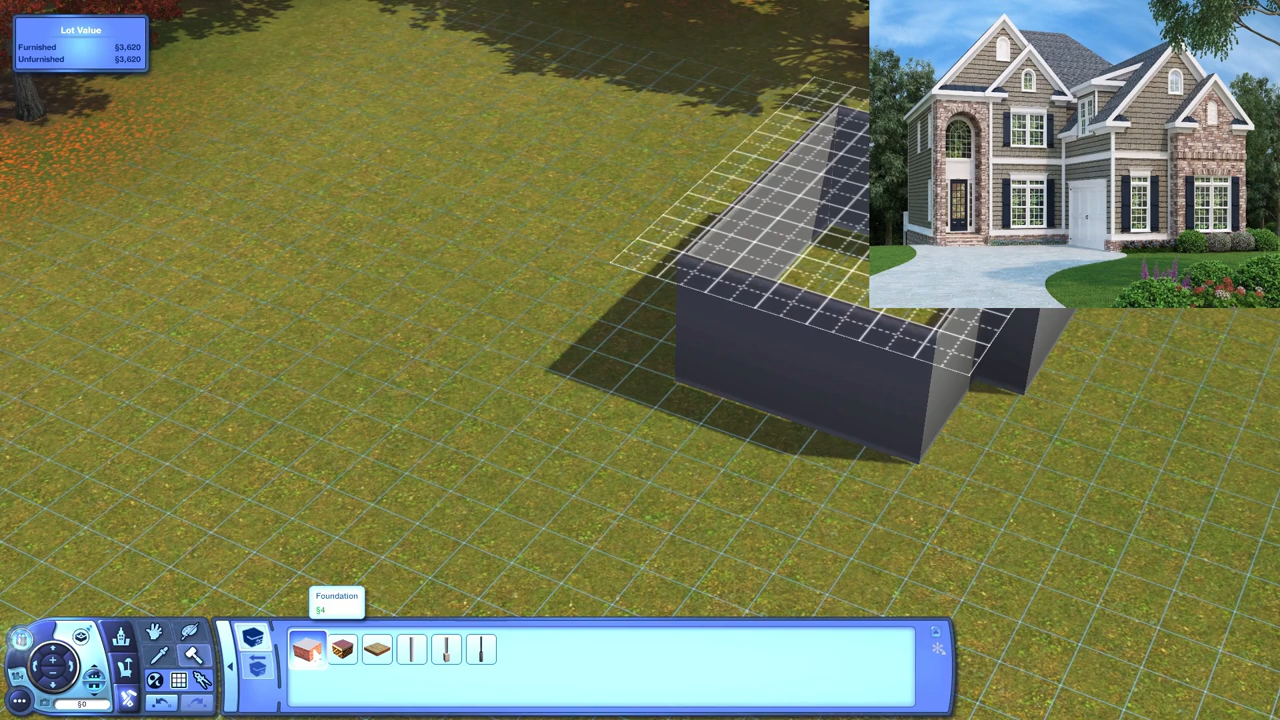 Lot Value
Furnished §3,620
Unfurnished §3,620
Foundation
§4
§0